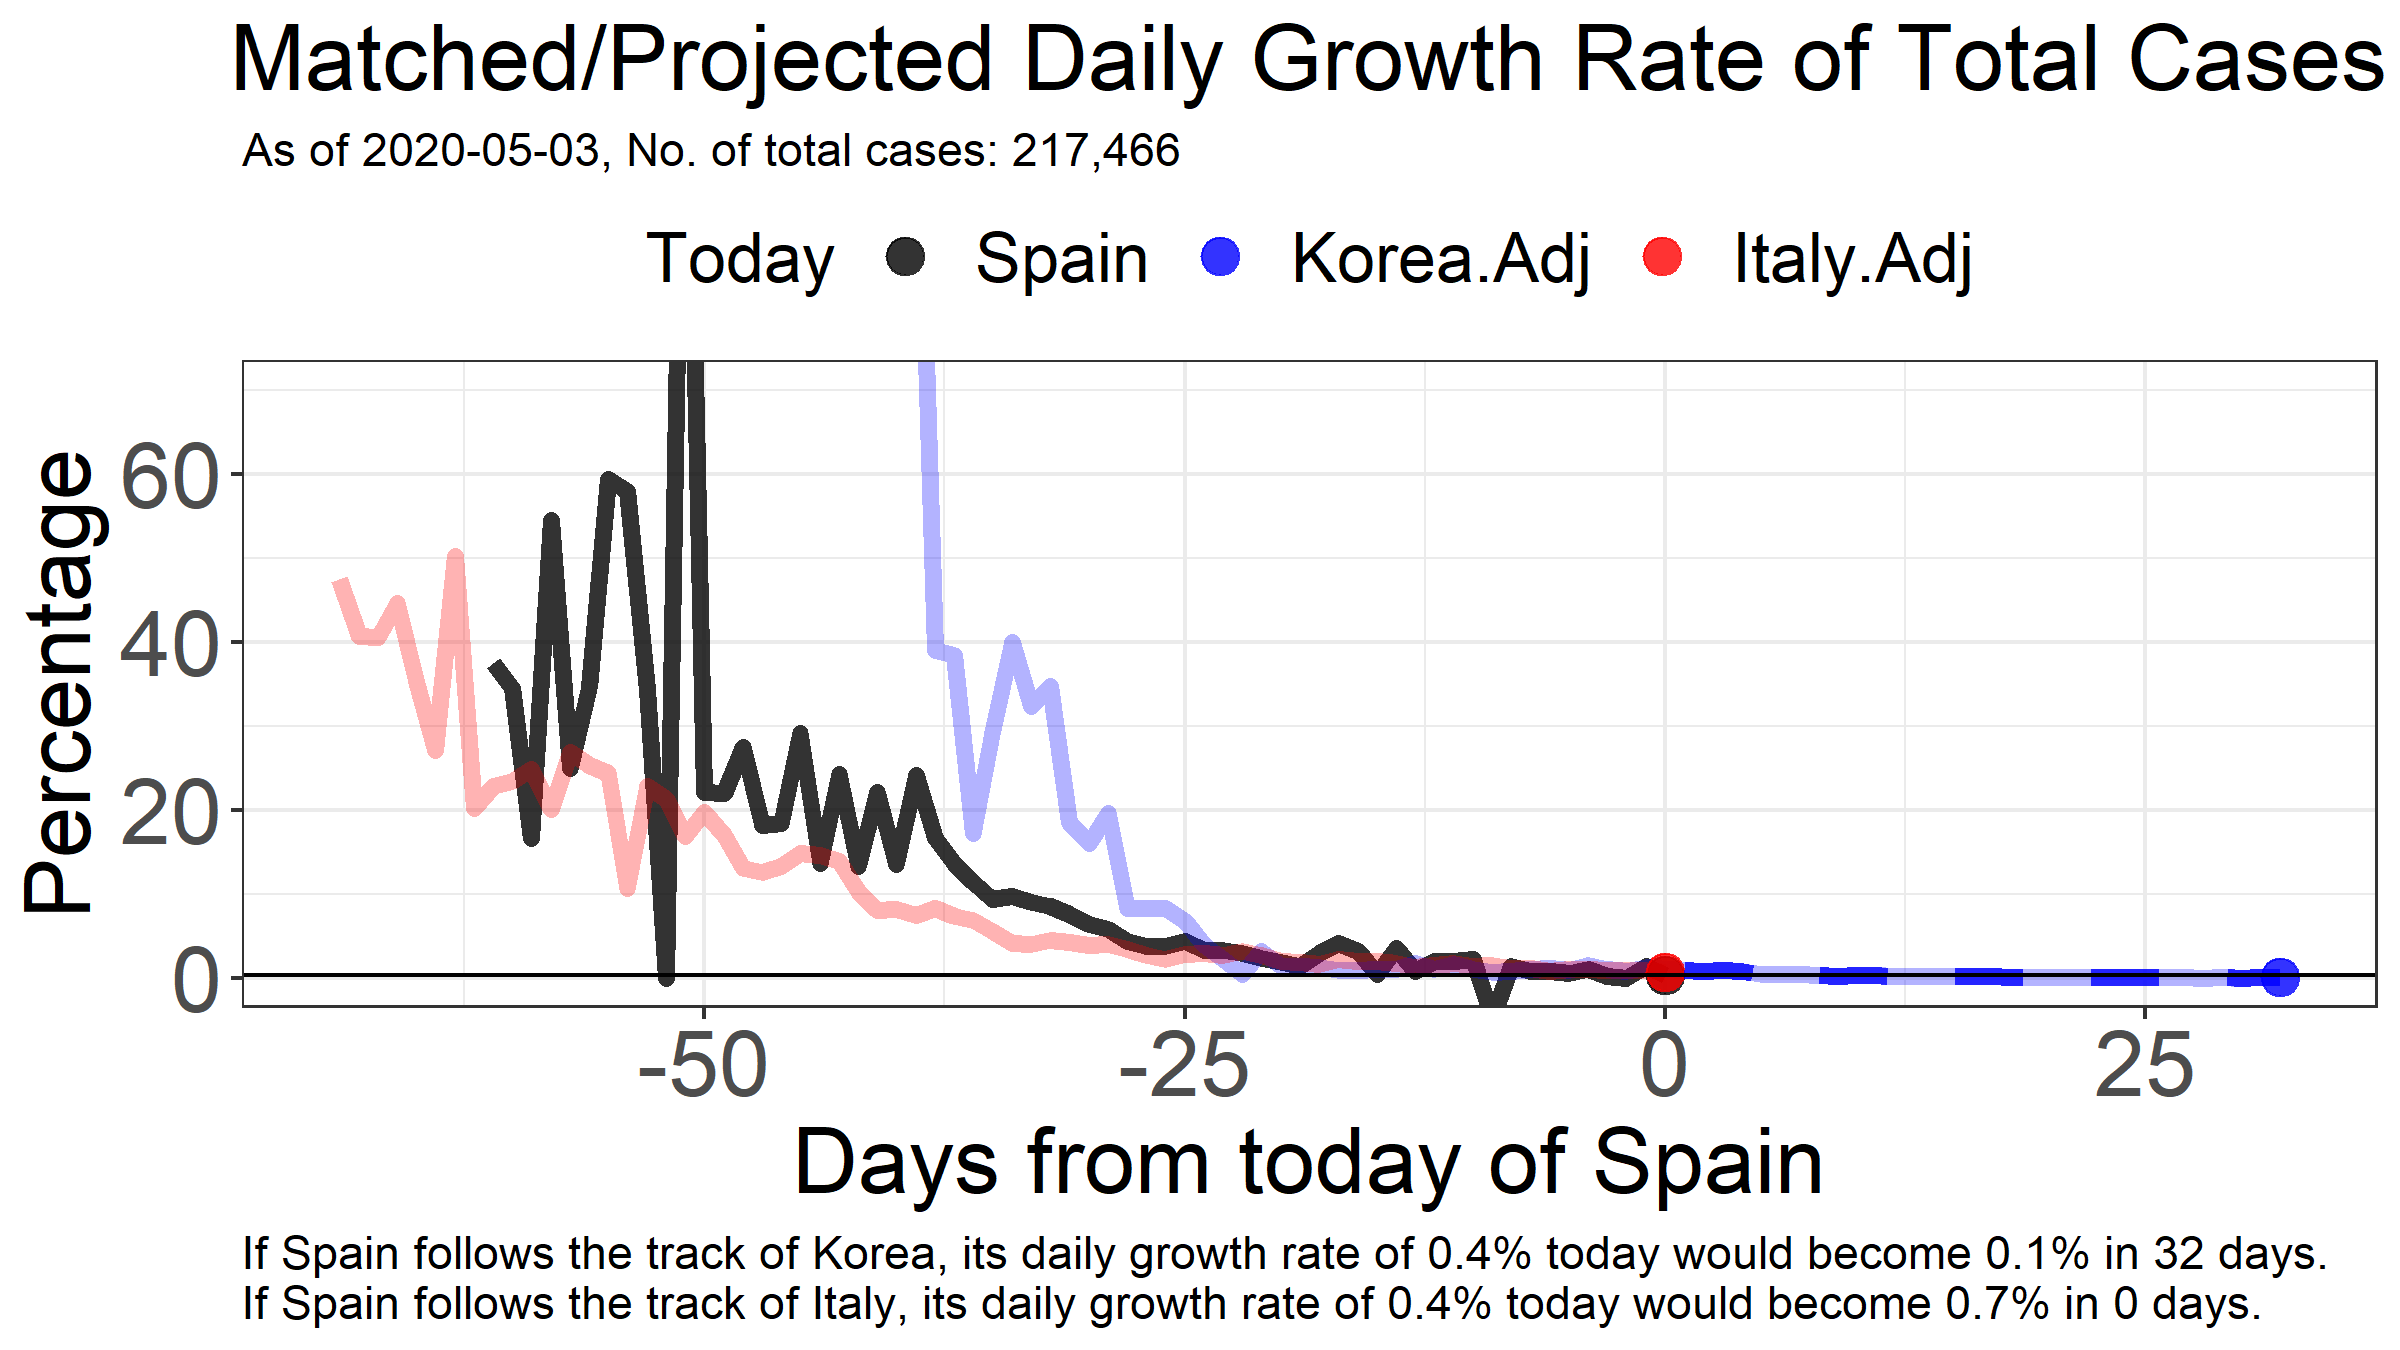 Matched/Projected Daily Growth Rate of Total Cases
As of 2020-05-03, No. of total cases: 217,466
Today Spain Korea.Adj Italy.Adj
Percentage
60
40
20
0
-50 -25 0 25
Days from today of Spain
If Spain follows the track of Korea, its daily growth rate of 0.4% today would become 0.1% in 32 days.
If Spain follows the track of Italy, its daily growth rate of 0.4% today would become 0.7% in 0 days.